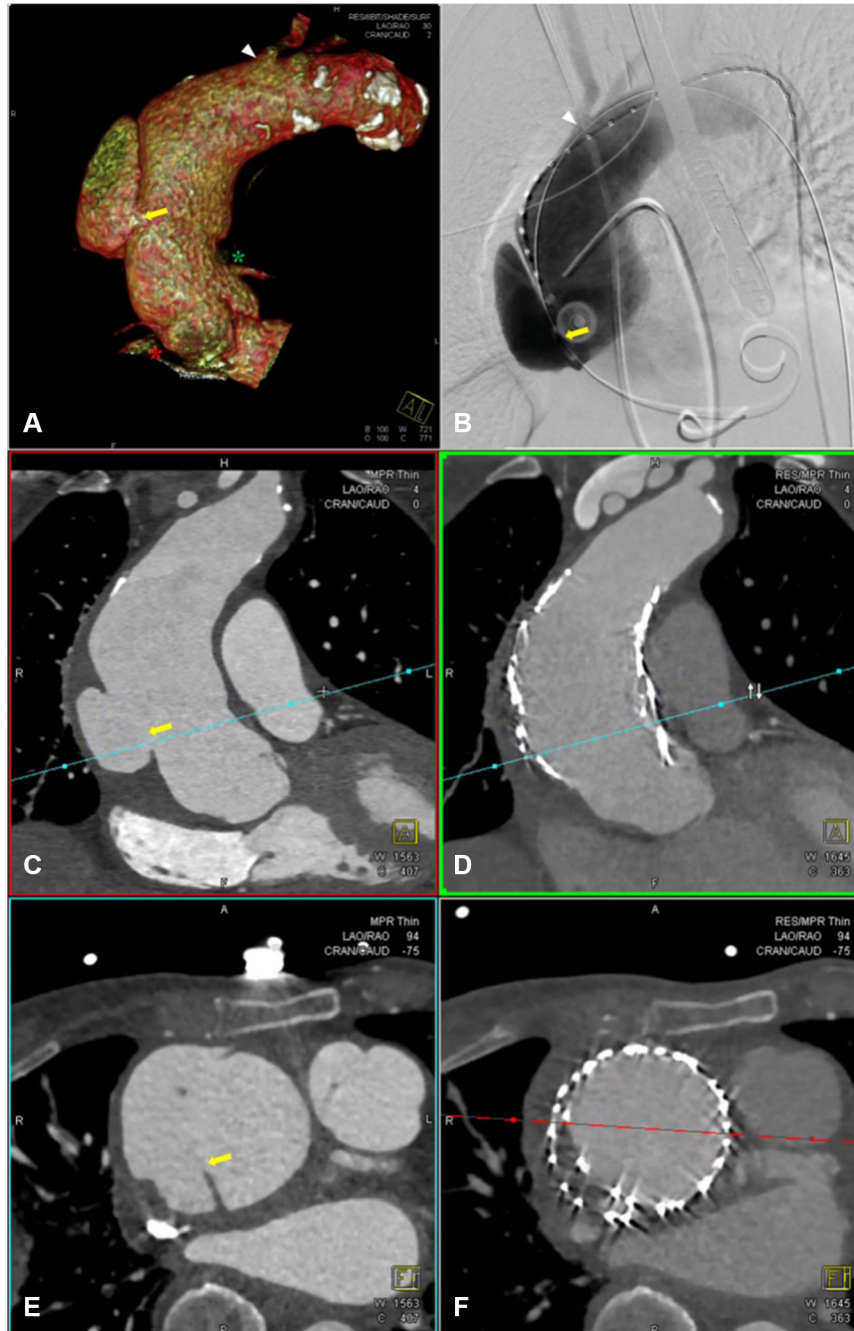 RES/8BIT/SHADE/SURF
LAO/RAO 30
CRAN/CAUD 2
H
R
L
*
*
A
AL
B 100 W 721
O 100 C 771
F
B
H
MPR Thin
LAO/RAO 4
CRAN/CAUD 0
R
L
C
A
W 1563
C 407
F
H
RES/MPR Thin
LAO/RAO 4
CRAN/CAUD 0
R
D
A
W 1645
C 363
F
A
MPR Thin
LAO/RAO 94
CRAN/CAUD -75
R
L
E
W 1563
C 407
A
RES/MPR Thin
LAO/RAO 94
CRAN/CAUD -75
R
F
W 1645
C 363